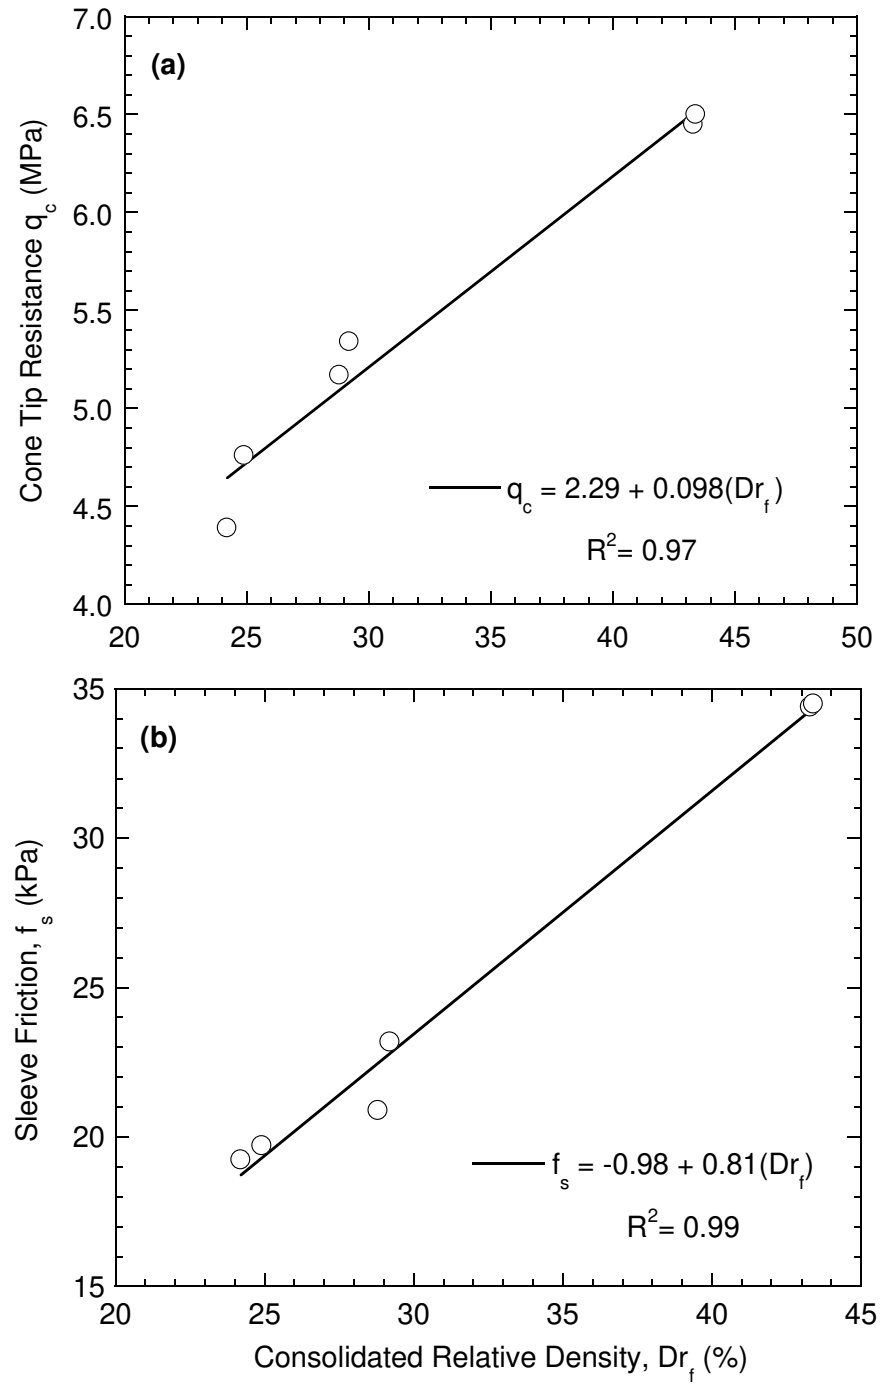 (a)
Cone Tip Resistance q_c (MPa)
7.0
6.5
6.0
5.5
5.0
4.5
4.0
q_c = 2.29 + 0.098(Dr_f)
R²= 0.97
20 25 30 35 40 45 50
(b)
Sleeve Friction, f_s (kPa)
35
30
25
20
15
f_s = -0.98 + 0.81(Dr_f)
R²= 0.99
20 25 30 35 40 45
Consolidated Relative Density, Dr_f (%)